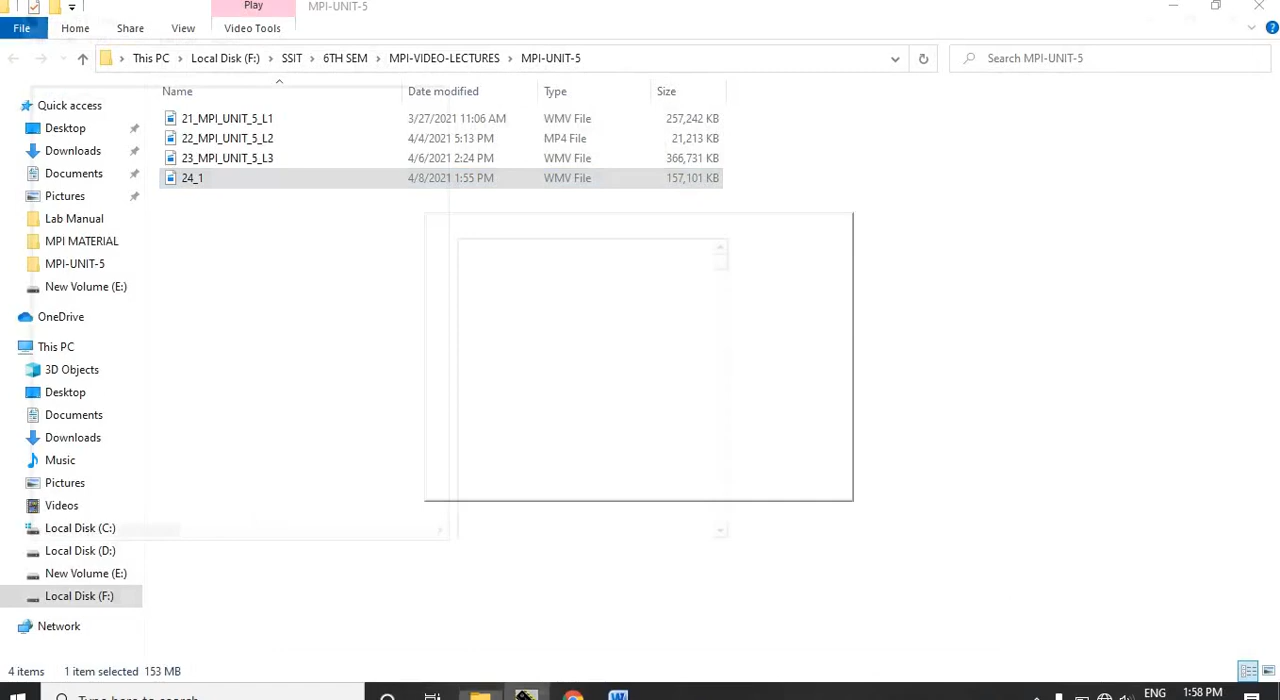 Play
MPI-UNIT-5
File Home Share View Video Tools
This PC Local Disk (F:) SSIT 6TH SEM MPI-VIDEO-LECTURES MPI-UNIT-5 Search MPI-UNIT-5
Name Date modified Type Size
21_MPI_UNIT_5_L1 3/27/2021 11:06 AM WMV File 257,242 KB
22_MPI_UNIT_5_L2 4/4/2021 5:13 PM MP4 File 21,213 KB
23_MPI_UNIT_5_L3 4/6/2021 2:24 PM WMV File 366,731 KB
24_1 4/8/2021 1:55 PM WMV File 157,101 KB
Quick access
Desktop
Downloads
Documents
Pictures
Lab Manual
MPI MATERIAL
MPI-UNIT-5
New Volume (E:)
OneDrive
This PC
3D Objects
Desktop
Documents
Downloads
Music
Pictures
Videos
Local Disk (C:)
Local Disk (D:)
New Volume (E:)
Local Disk (F:)
Network
4 items 1 item selected 153 MB
Type here to search
ENG 1:58 PM